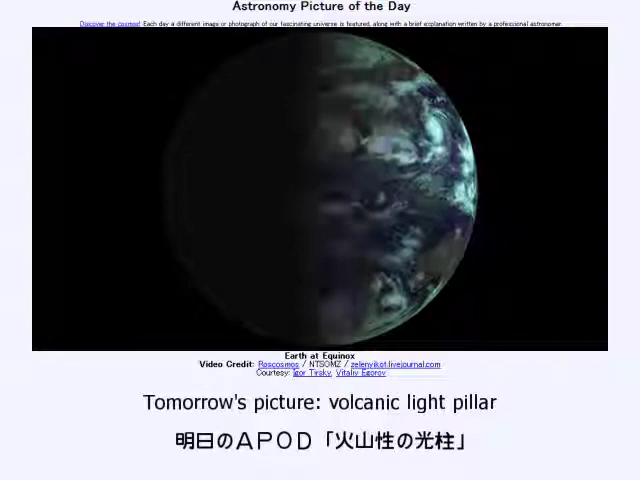 Astronomy Picture of the Day
Discover the cosmos! Each day a different image or photograph of our fascinating universe is featured, along with a brief explanation written by a professional astronomer.
Earth at Equinox
Video Credit: Roscosmos / NTSOMZ / zelenyikot.livejournal.com
Courtesy: Igor Tirsky, Vitaliy Egorov
Tomorrow's picture: volcanic light pillar
明日のＡＰＯＤ「火山性の光柱」